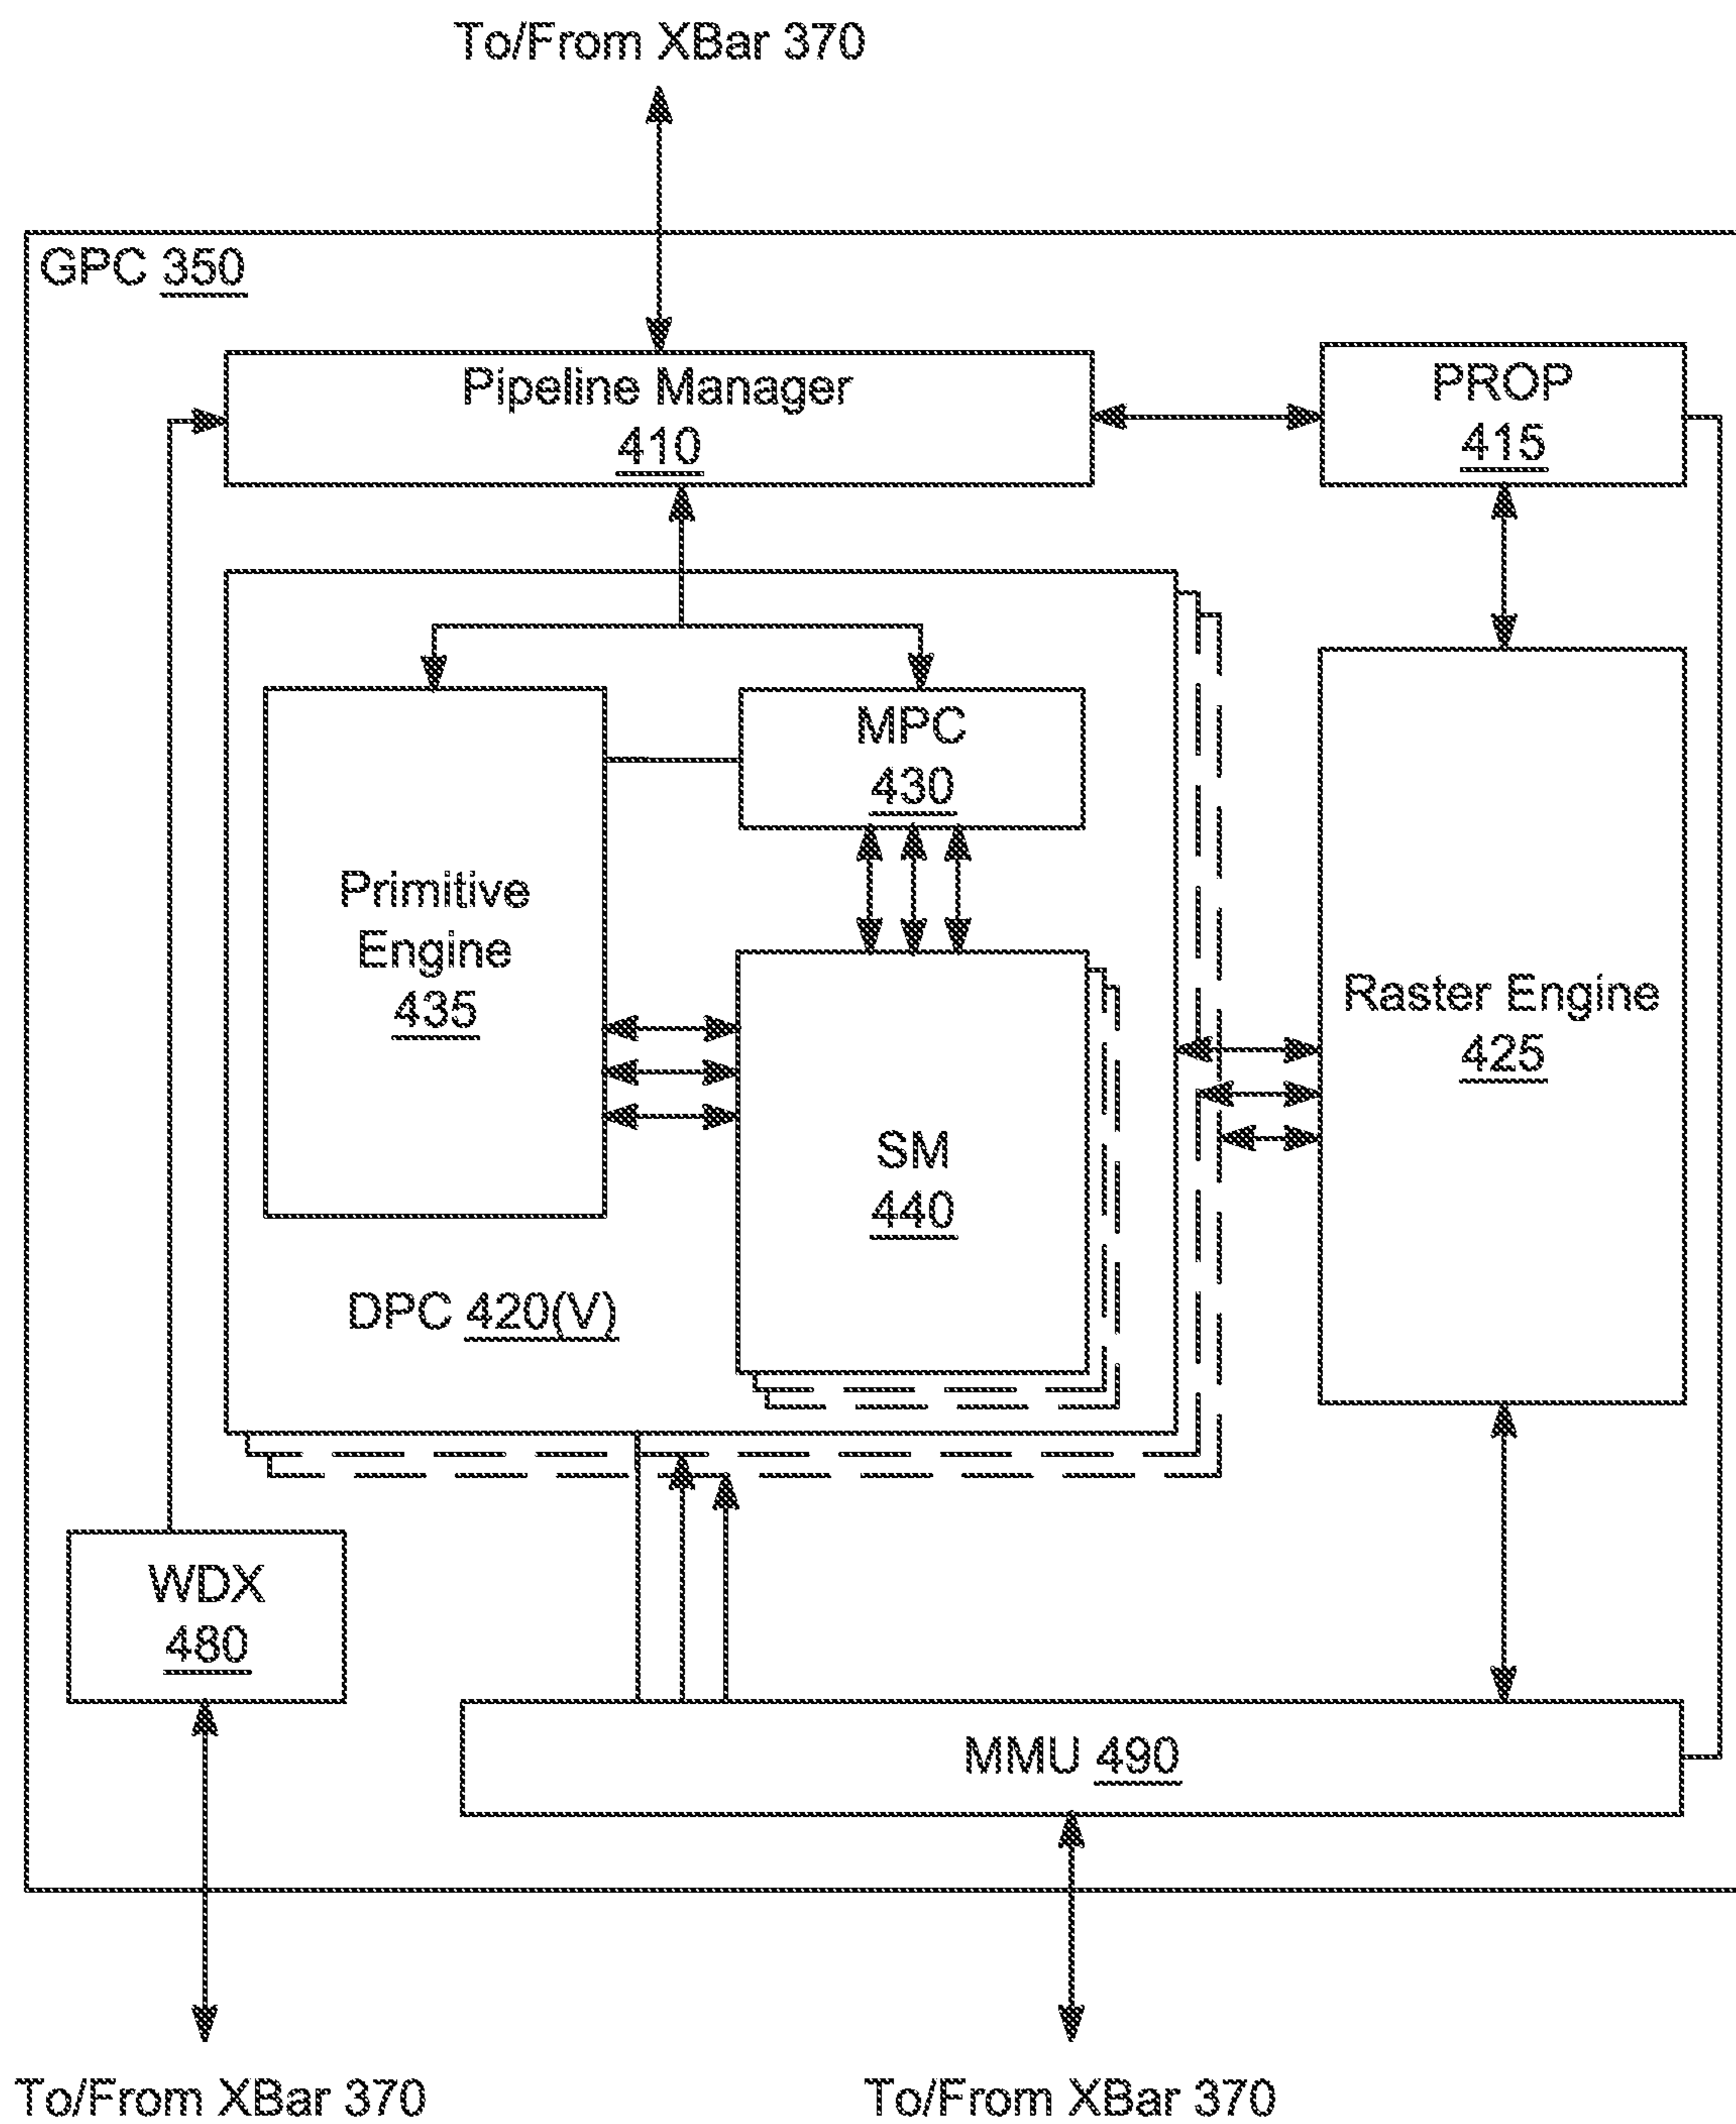 To/From XBar 370
GPC 350
Pipeline Manager
410
PROP
415
MPC
430
Primitive
Engine
435
Raster Engine
425
SM
440
DPC 420(V)
WDX
480
MMU 490
To/From XBar 370
To/From XBar 370